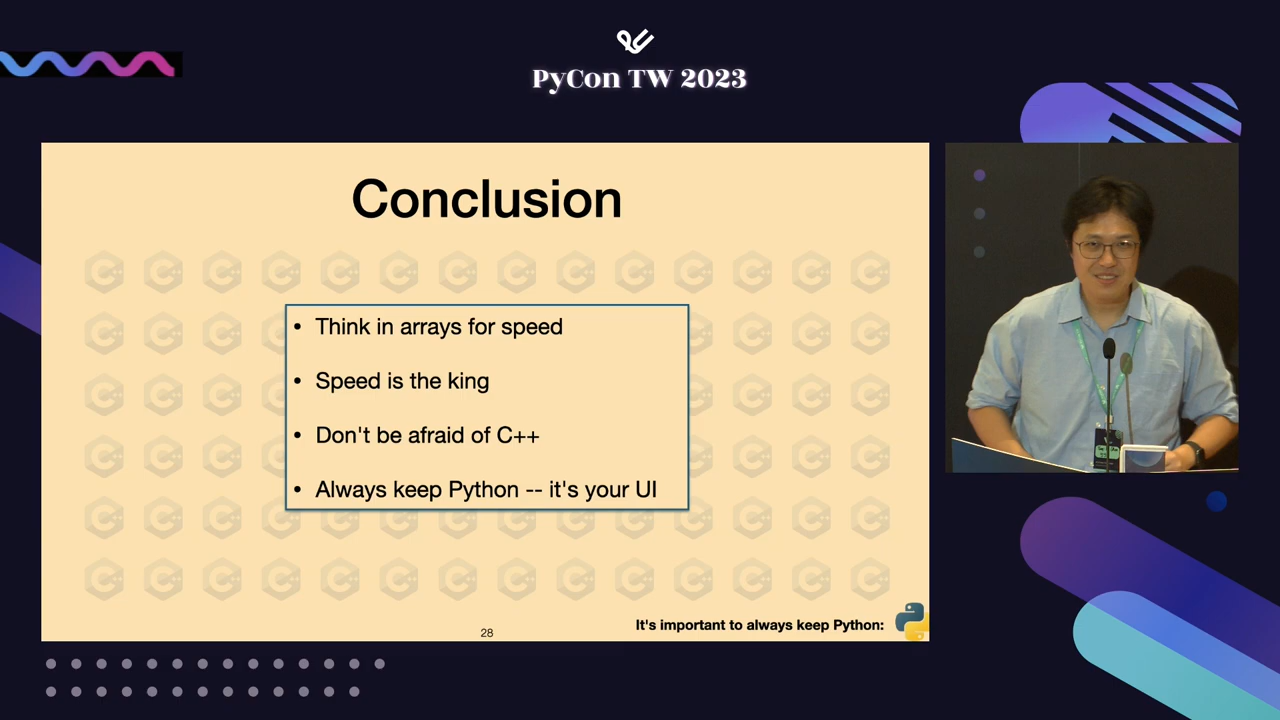 PyCon TW 2023
Conclusion
• Think in arrays for speed
• Speed is the king
• Don't be afraid of C++
• Always keep Python -- it's your UI
It's important to always keep Python:
28